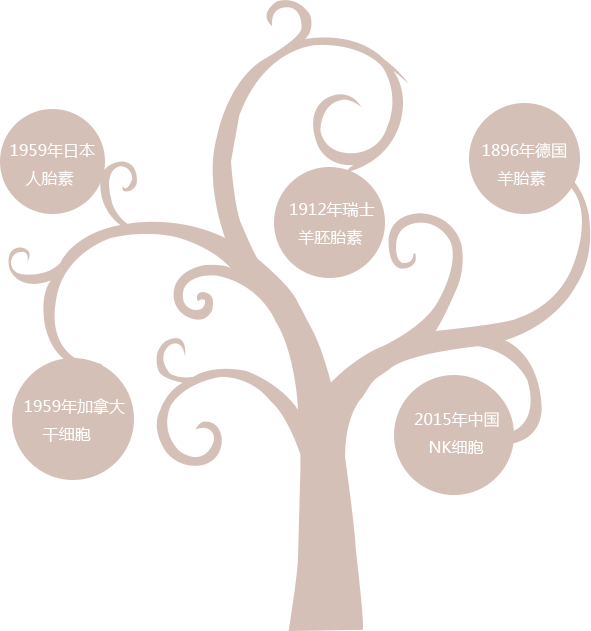 1959年日本
人胎素
1896年德国
羊胎素
1912年瑞士
羊胚胎素
1959年加拿大
干细胞
2015年中国
NK细胞